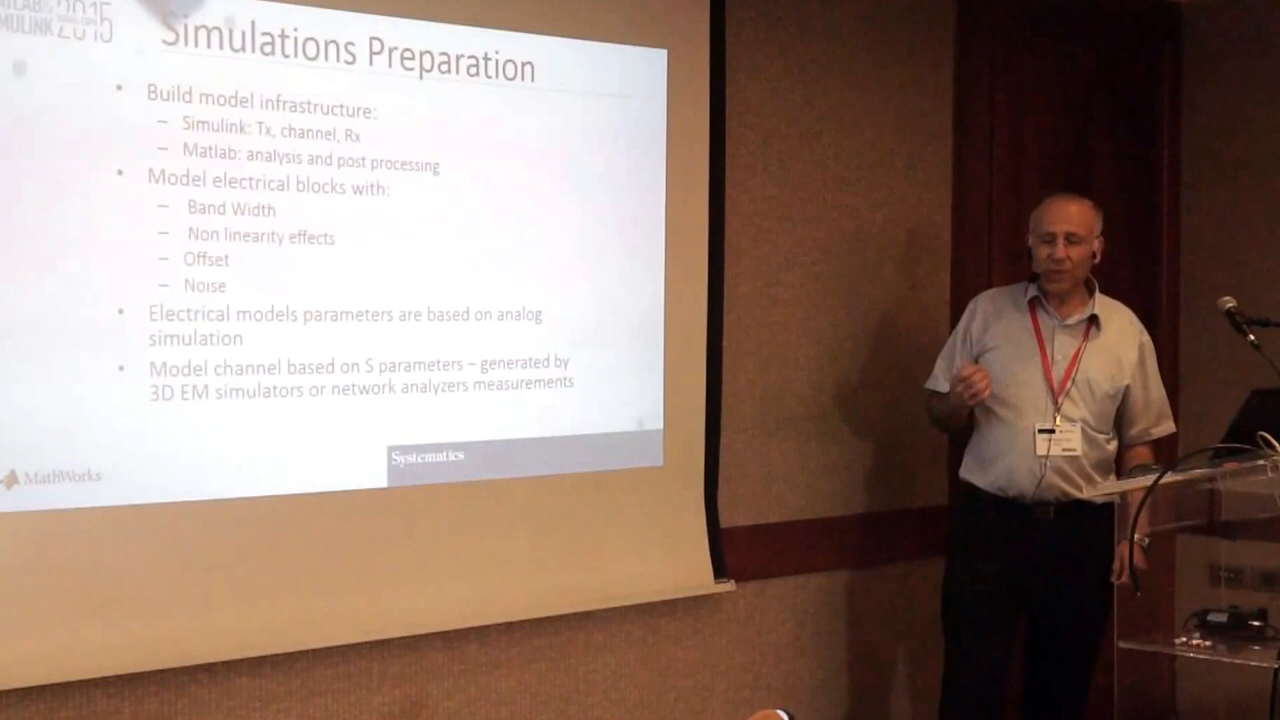 2015
Simulations Preparation
• Build model infrastructure:
– Simulink: Tx, channel, Rx
– Matlab: analysis and post processing
• Model electrical blocks with:
– Band Width
– Non linearity effects
– Offset
– Noise
• Electrical models parameters are based on analog
simulation
• Model channel based on S parameters – generated by
3D EM simulators or network analyzers measurements
MathWorks
Systematics